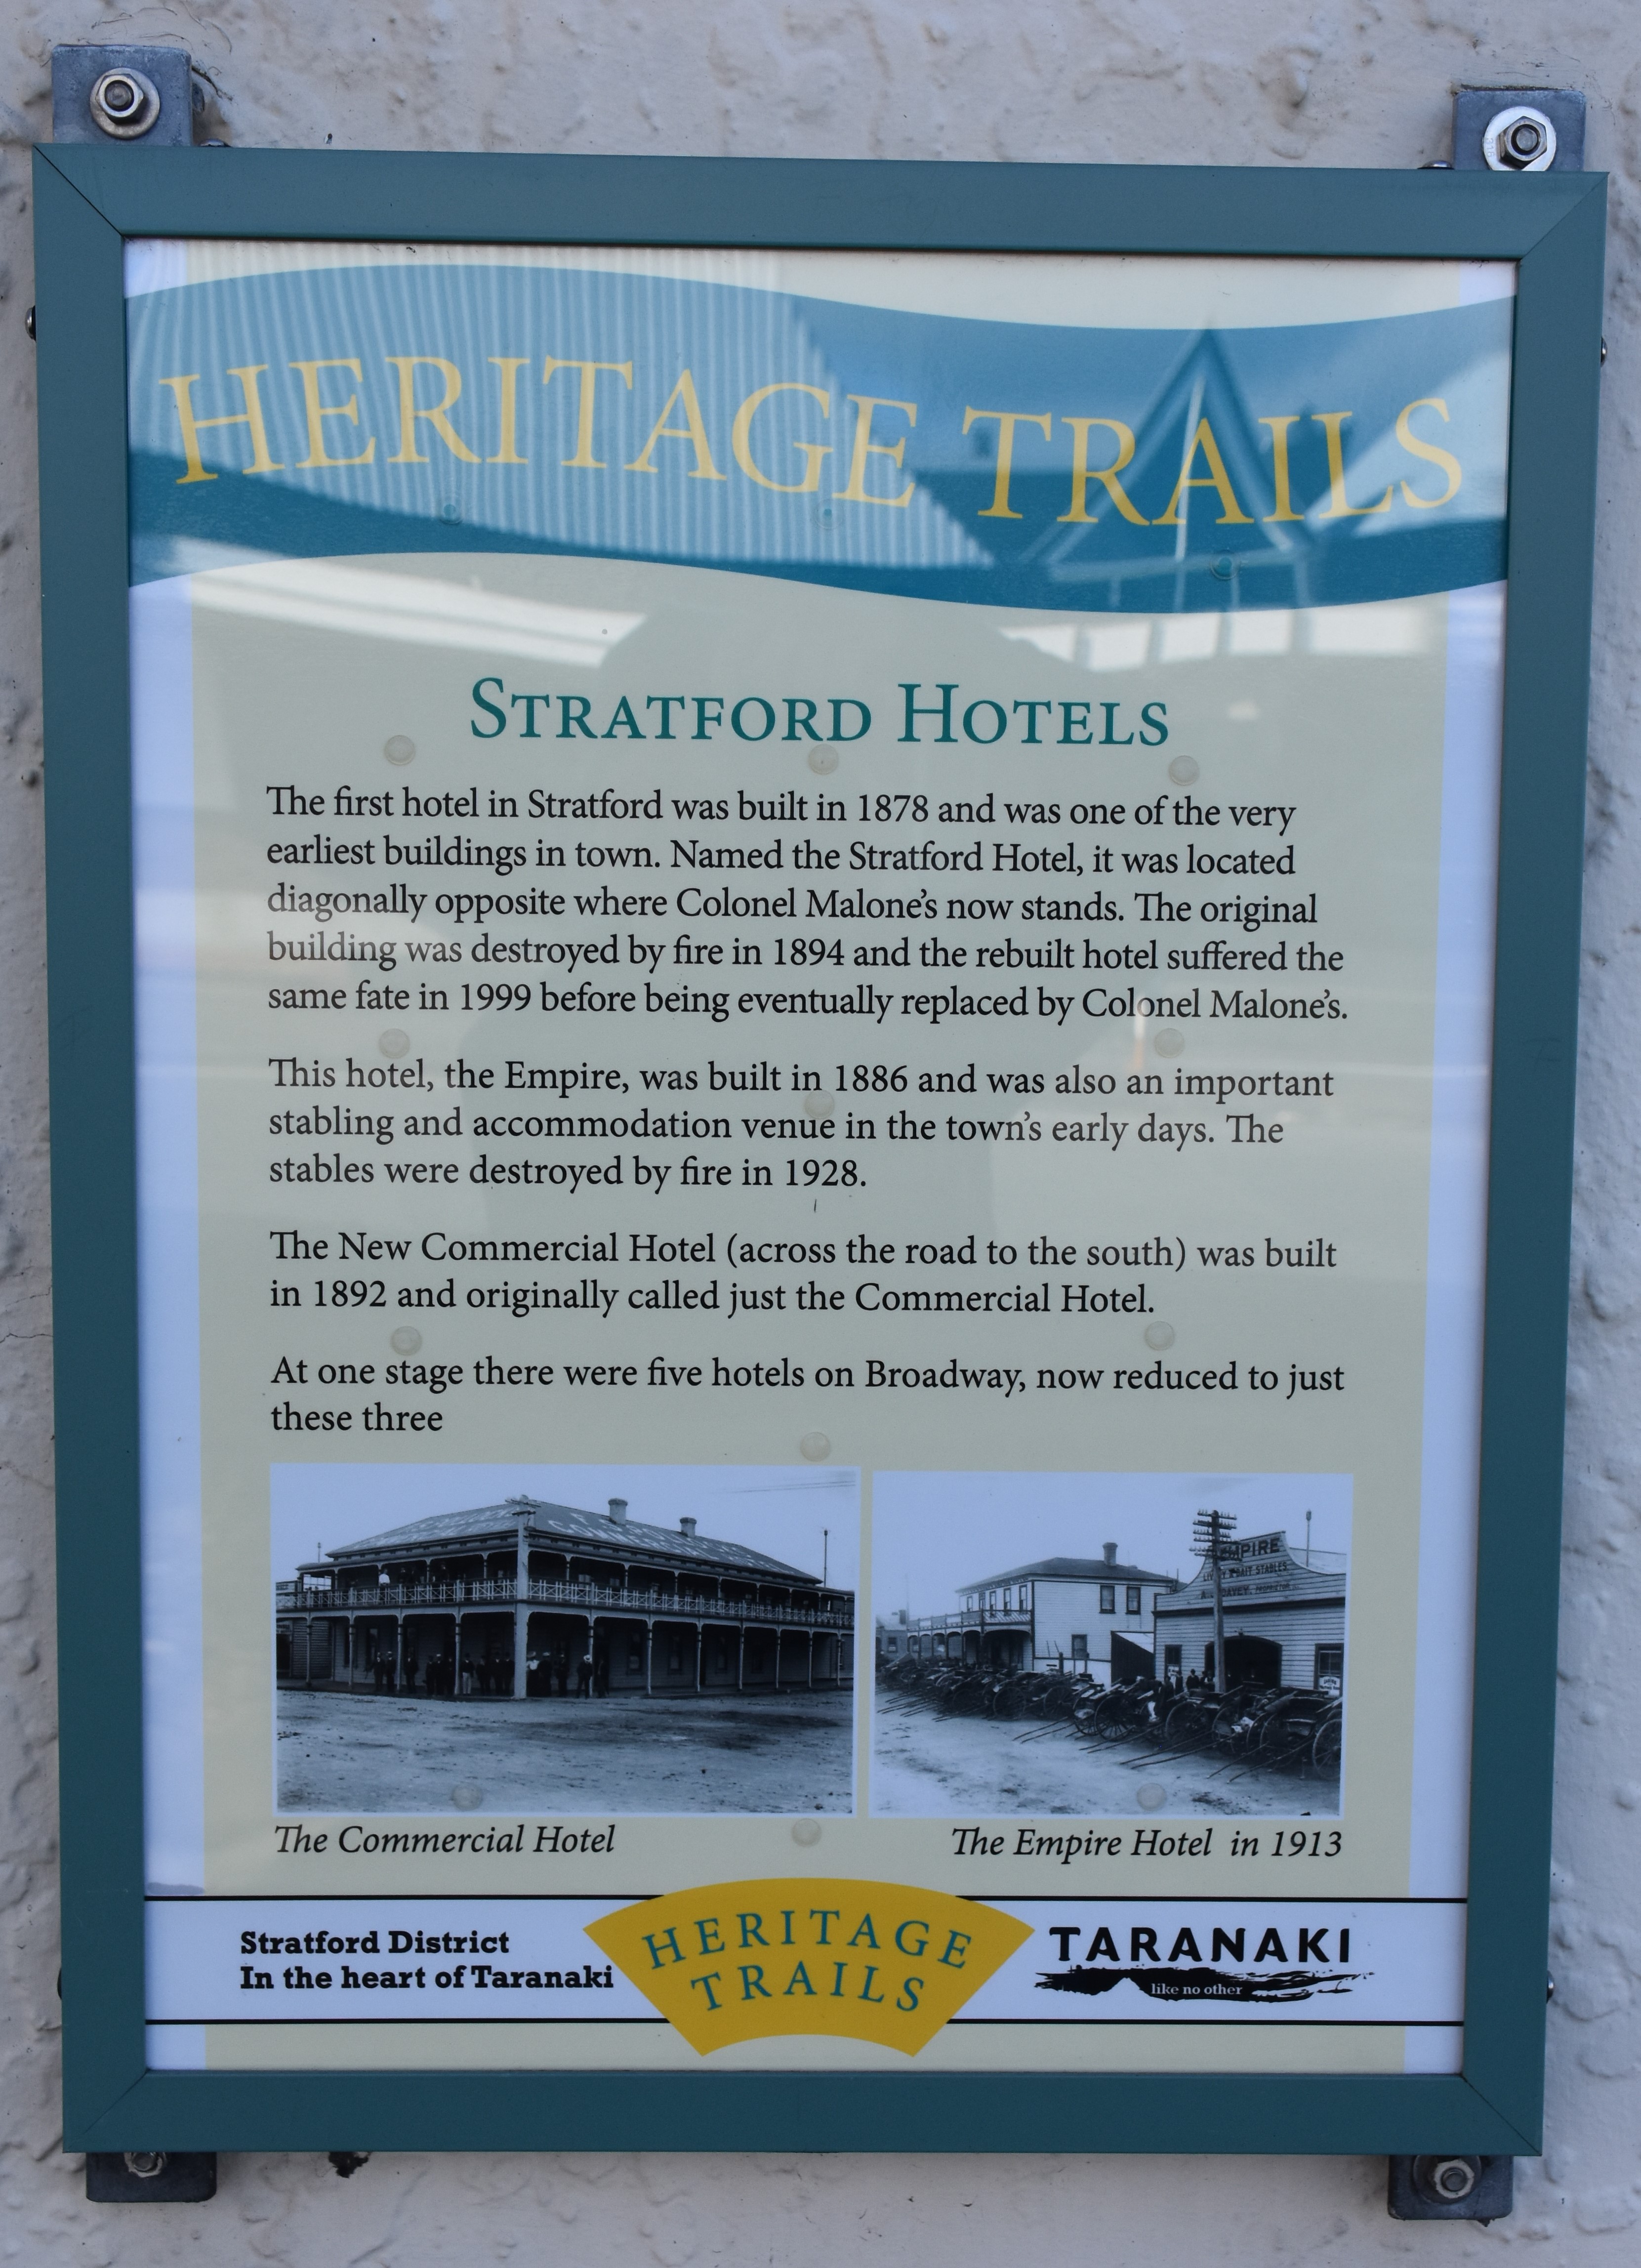 HERITAGE TRAILS
STRATFORD HOTELS
The first hotel in Stratford was built in 1878 and was one of the very
earliest buildings in town. Named the Stratford Hotel, it was located
diagonally opposite where Colonel Malone's now stands. The original
building was destroyed by fire in 1894 and the rebuilt hotel suffered the
same fate in 1999 before being eventually replaced by Colonel Malone's.
This hotel, the Empire, was built in 1886 and was also an important
stabling and accommodation venue in the town's early days. The
stables were destroyed by fire in 1928.
The New Commercial Hotel (across the road to the south) was built
in 1892 and originally called just the Commercial Hotel.
At one stage there were five hotels on Broadway, now reduced to just
these three
EMPIRE
The Commercial Hotel
The Empire Hotel in 1913
Stratford District
In the heart of Taranaki
HERITAGE
TRAILS
TARANAKI
like no other